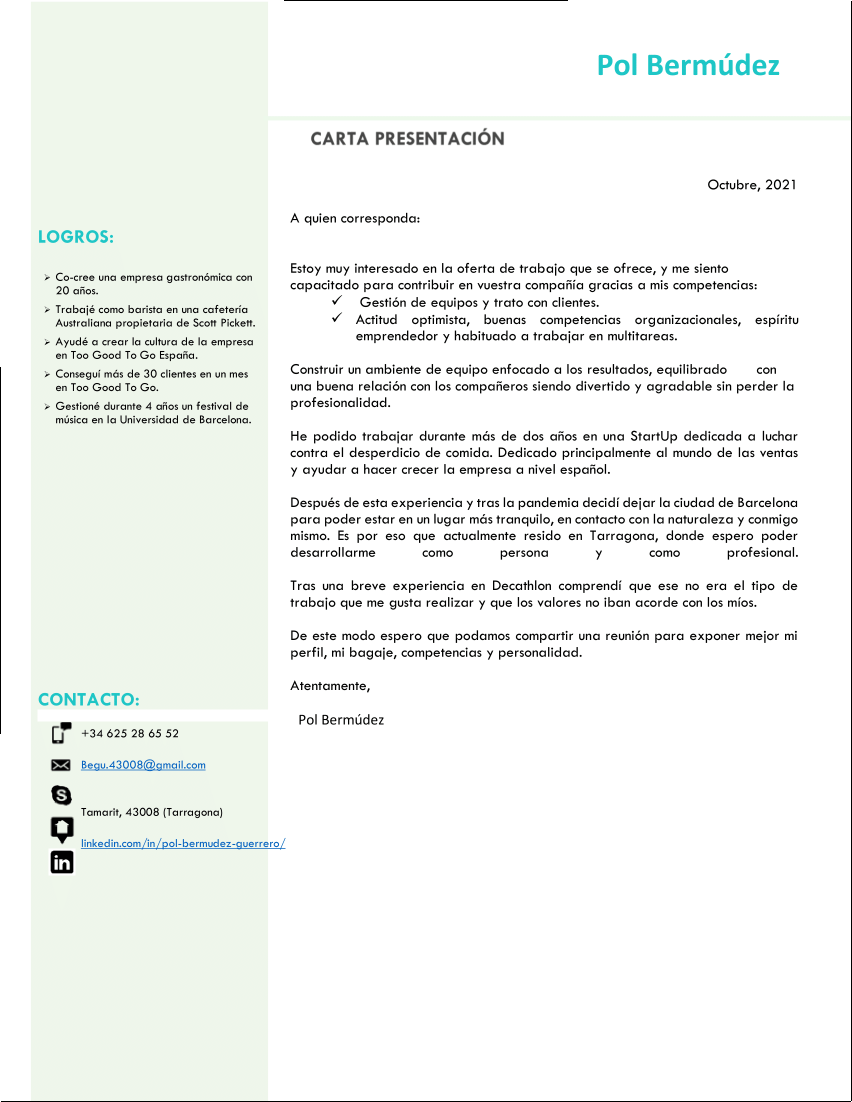 Pol Bermúdez
CARTA PRESENTACIÓN
Octubre, 2021
A quien corresponda:
Estoy muy interesado en la oferta de trabajo que se ofrece, y me siento
capacitado para contribuir en vuestra compañía gracias a mis competencias:
✓ Gestión de equipos y trato con clientes.
✓ Actitud optimista, buenas competencias organizacionales, espíritu
emprendedor y habituado a trabajar en multitareas.
Construir un ambiente de equipo enfocado a los resultados, equilibrado con
una buena relación con los compañeros siendo divertido y agradable sin perder la
profesionalidad.
He podido trabajar durante más de dos años en una StartUp dedicada a luchar
contra el desperdicio de comida. Dedicado principalmente al mundo de las ventas
y ayudar a hacer crecer la empresa a nivel español.
Después de esta experiencia y tras la pandemia decidí dejar la ciudad de Barcelona
para poder estar en un lugar más tranquilo, en contacto con la naturaleza y conmigo
mismo. Es por eso que actualmente resido en Tarragona, donde espero poder
desarrollarme como persona y como profesional.
Tras una breve experiencia en Decathlon comprendí que ese no era el tipo de
trabajo que me gusta realizar y que los valores no iban acorde con los míos.
De este modo espero que podamos compartir una reunión para exponer mejor mi
perfil, mi bagaje, competencias y personalidad.
Atentamente,
Pol Bermúdez
LOGROS:
➢ Co-cree una empresa gastronómica con
20 años.
➢ Trabajé como barista en una cafetería
Australiana propietaria de Scott Pickett.
➢ Ayudé a crear la cultura de la empresa
en Too Good To Go España.
➢ Conseguí más de 30 clientes en un mes
en Too Good To Go.
➢ Gestioné durante 4 años un festival de
música en la Universidad de Barcelona.
CONTACTO:
+34 625 28 65 52
Begu.43008@gmail.com
Tamarit, 43008 (Tarragona)
linkedin.com/in/pol-bermudez-guerrero/